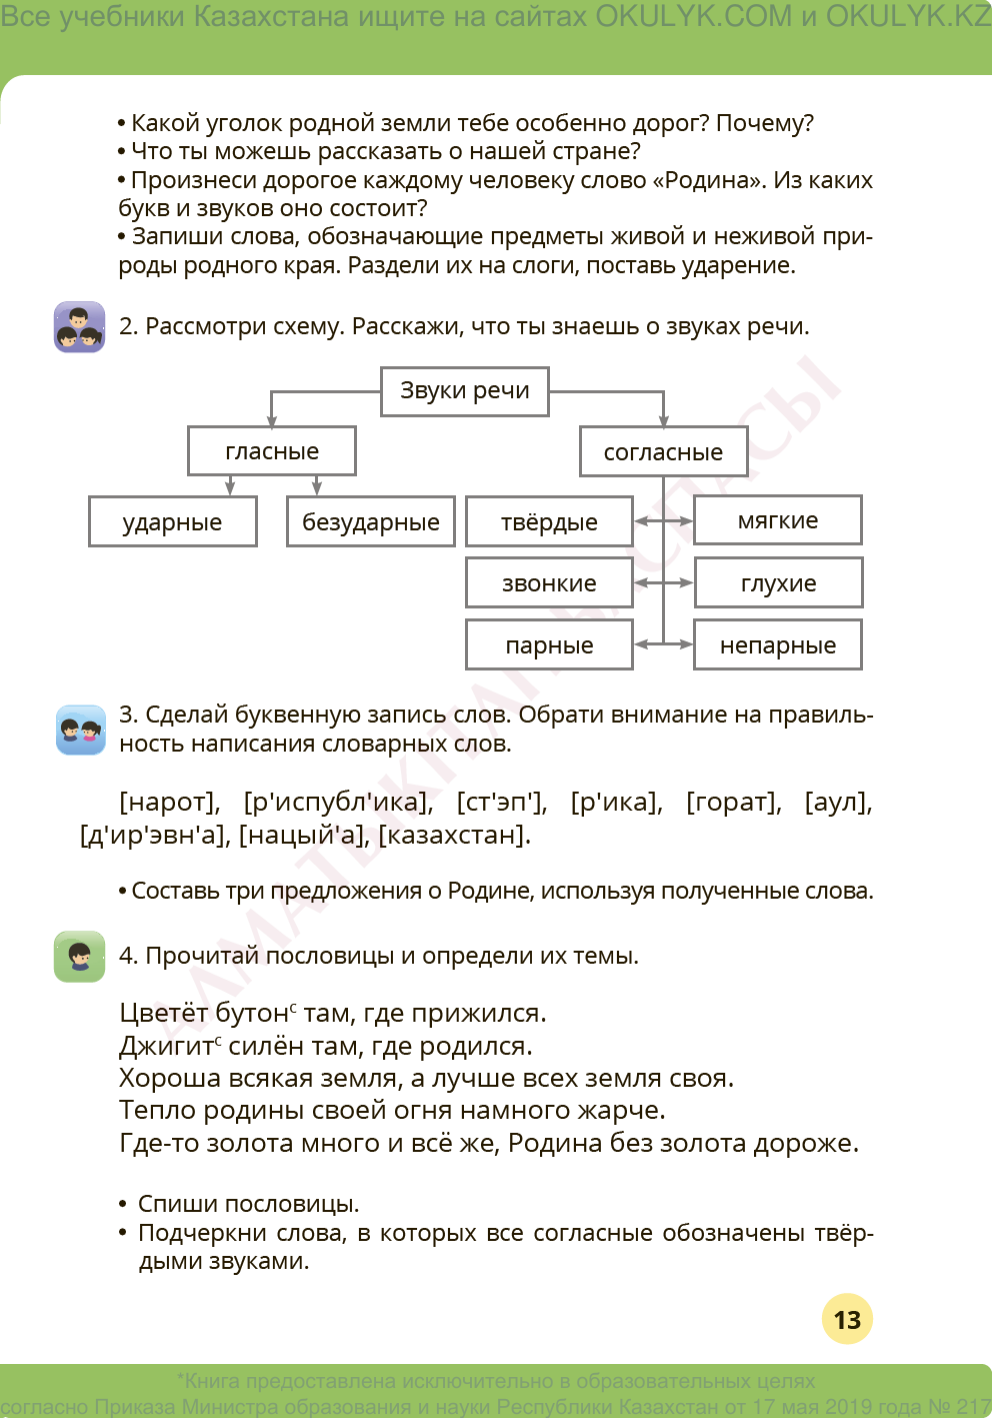 Все учебники Казахстана ищите на сайтах OKULYK.COM и OKULYK.KZ
• Какой уголок родной земли тебе особенно дорог? Почему?
• Что ты можешь рассказать о нашей стране?
• Произнеси дорогое каждому человеку слово «Родина». Из каких
букв и звуков оно состоит?
• Запиши слова, обозначающие предметы живой и неживой при-
роды родного края. Раздели их на слоги, поставь ударение.
2. Рассмотри схему. Расскажи, что ты знаешь о звуках речи.
Звуки речи
гласные
согласные
ударные
безударные
твёрдые
мягкие
звонкие
глухие
парные
непарные
3. Сделай буквенную запись слов. Обрати внимание на правиль-
ность написания словарных слов.
[нарот], [р'испубл'ика], [ст'эп'], [р'ика], [горат], [аул],
[д'ир'эвн'а], [нацый'а], [казахстан].
• Составь три предложения о Родине, используя полученные слова.
4. Прочитай пословицы и определи их темы.
Цветёт бутонᶜ там, где прижился.
Джигитᶜ силён там, где родился.
Хороша всякая земля, а лучше всех земля своя.
Тепло родины своей огня намного жарче.
Где-то золота много и всё же, Родина без золота дороже.
• Спиши пословицы.
• Подчеркни слова, в которых все согласные обозначены твёр-
дыми звуками.
13
АЛМАТЫКІТАП БАСПАСЫ
*Книга предоставлена исключительно в образовательных целях
согласно Приказа Министра образования и науки Республики Казахстан от 17 мая 2019 года № 217